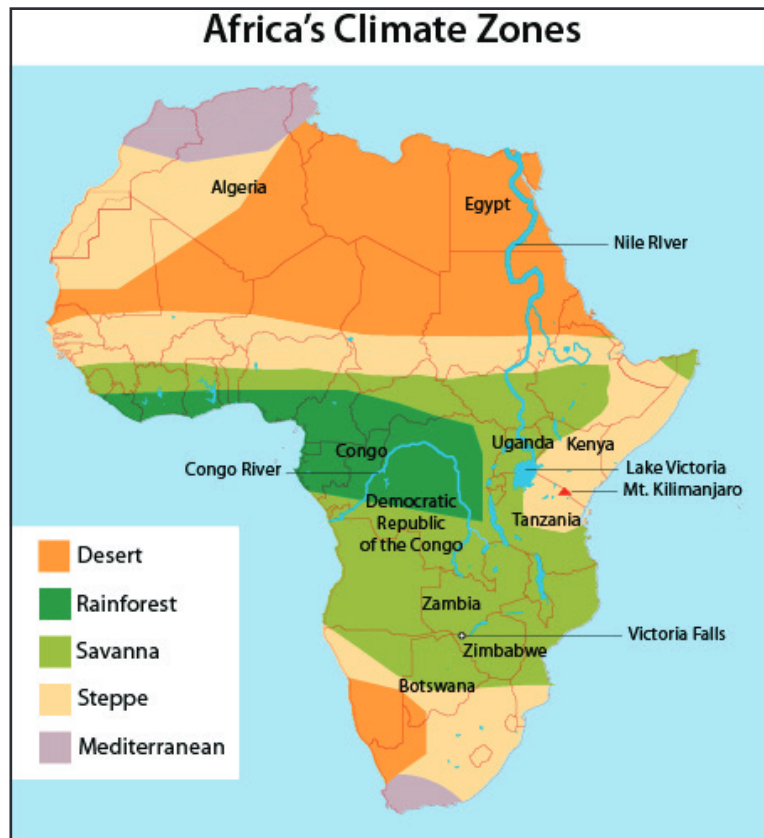 Africa's Climate Zones
Algeria
Egypt
Nile RIver
Congo
Uganda
Kenya
Congo River
Lake Victoria
Mt. Kilimanjaro
Democratic
Republic
of the Congo
Tanzania
Zambia
Victoria Falls
Zimbabwe
Botswana
Desert
Rainforest
Savanna
Steppe
Mediterranean